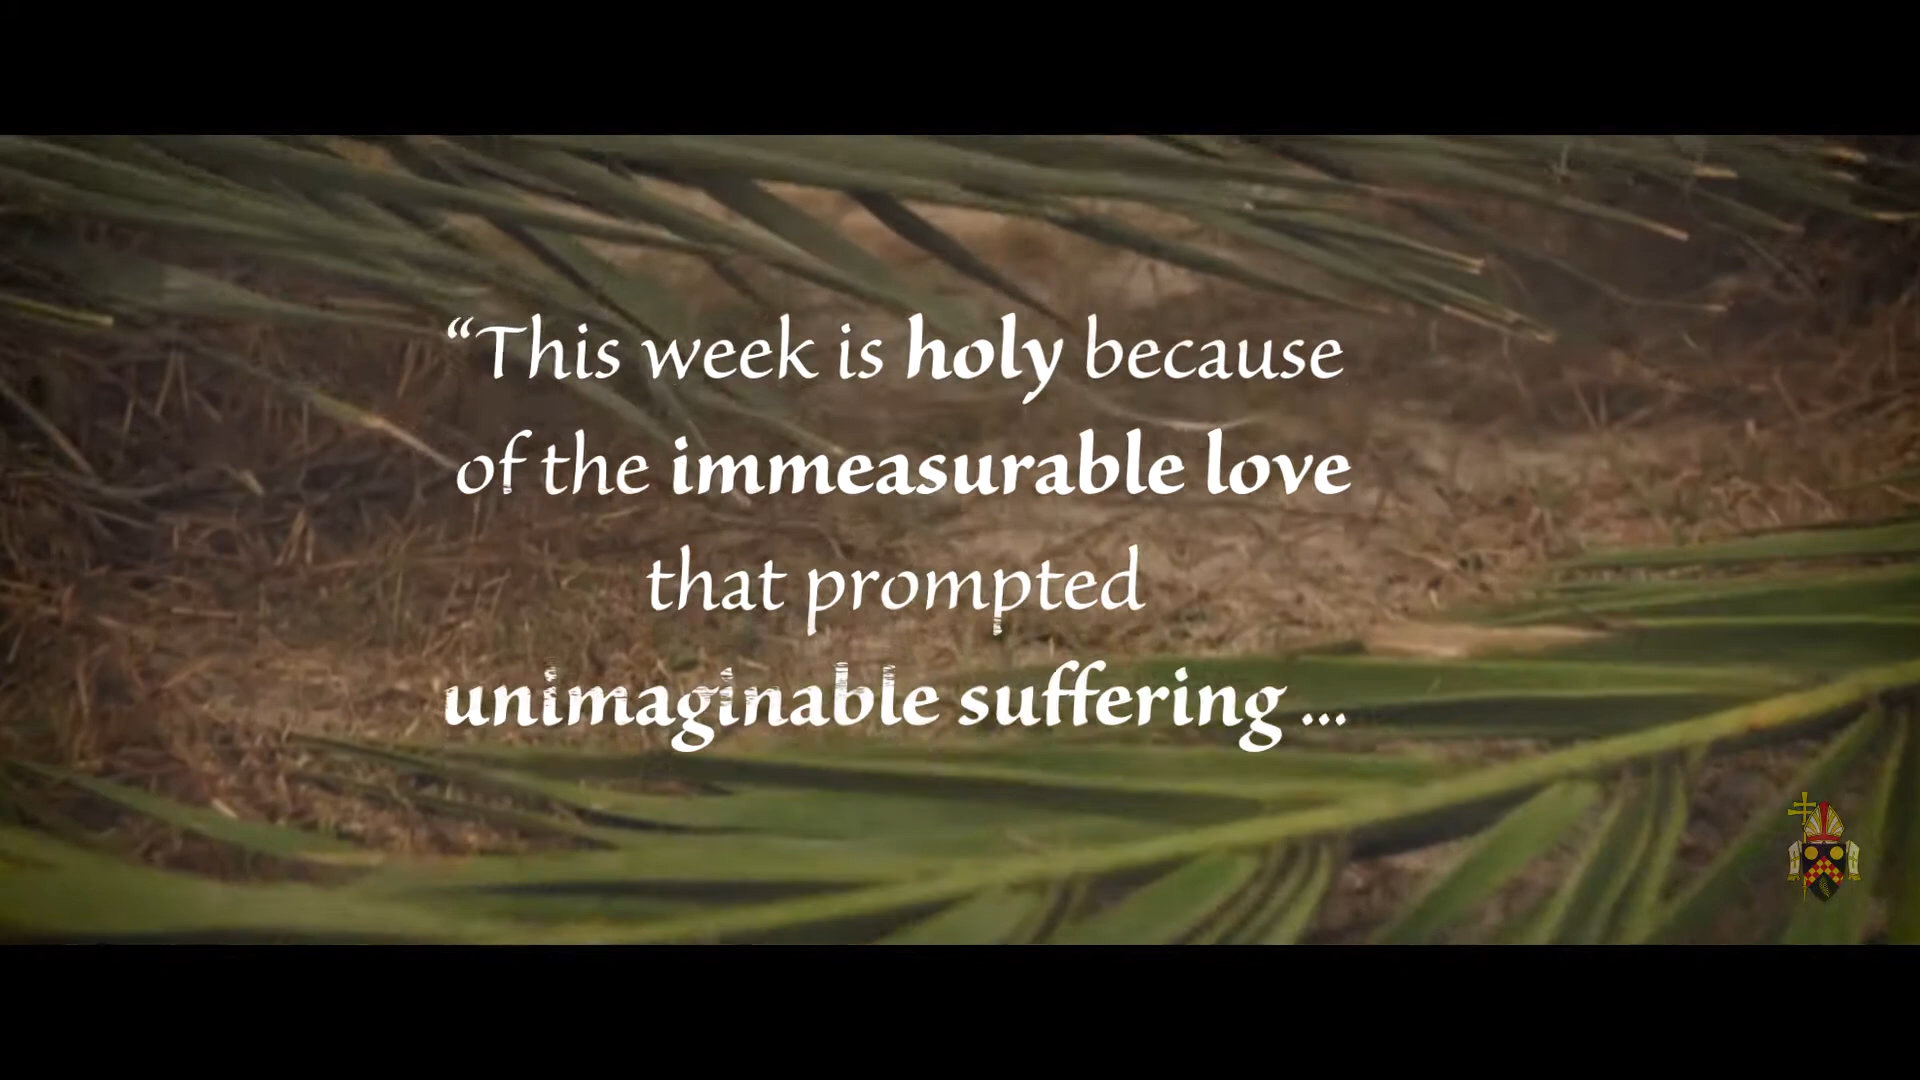 “This week is holy because
of the immeasurable love
that prompted
unimaginable suffering ...